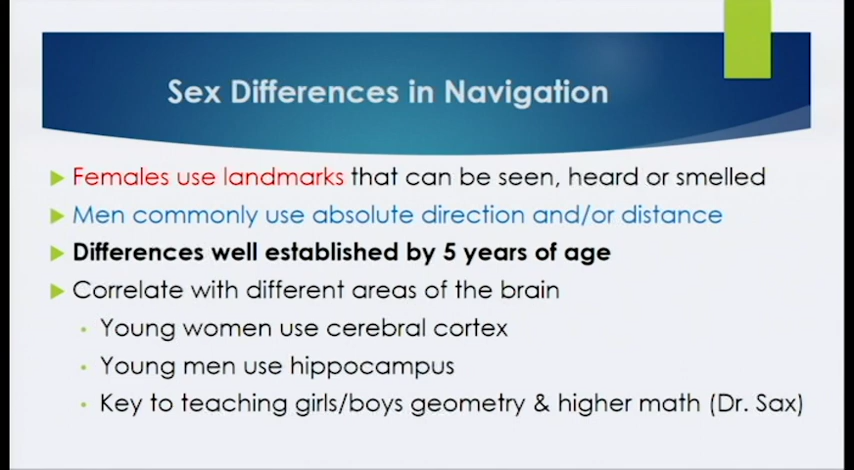 Sex Differences in Navigation
Females use landmarks that can be seen, heard or smelled
Men commonly use absolute direction and/or distance
Differences well established by 5 years of age
Correlate with different areas of the brain
Young women use cerebral cortex
Young men use hippocampus
Key to teaching girls/boys geometry & higher math (Dr. Sax)